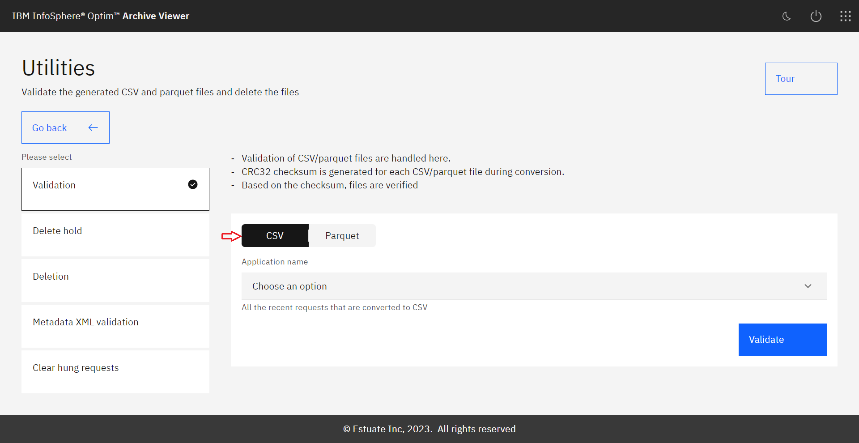 IBM InfoSphere® Optim™ Archive Viewer
Utilities
Validate the generated CSV and parquet files and delete the files
Tour
Go back
Please select
Validation
Delete hold
Deletion
Metadata XML validation
Clear hung requests
- Validation of CSV/parquet files are handled here.
- CRC32 checksum is generated for each CSV/parquet file during conversion.
- Based on the checksum, files are verified
CSV Parquet
Application name
Choose an option
All the recent requests that are converted to CSV
Validate
© Estuate Inc, 2023. All rights reserved